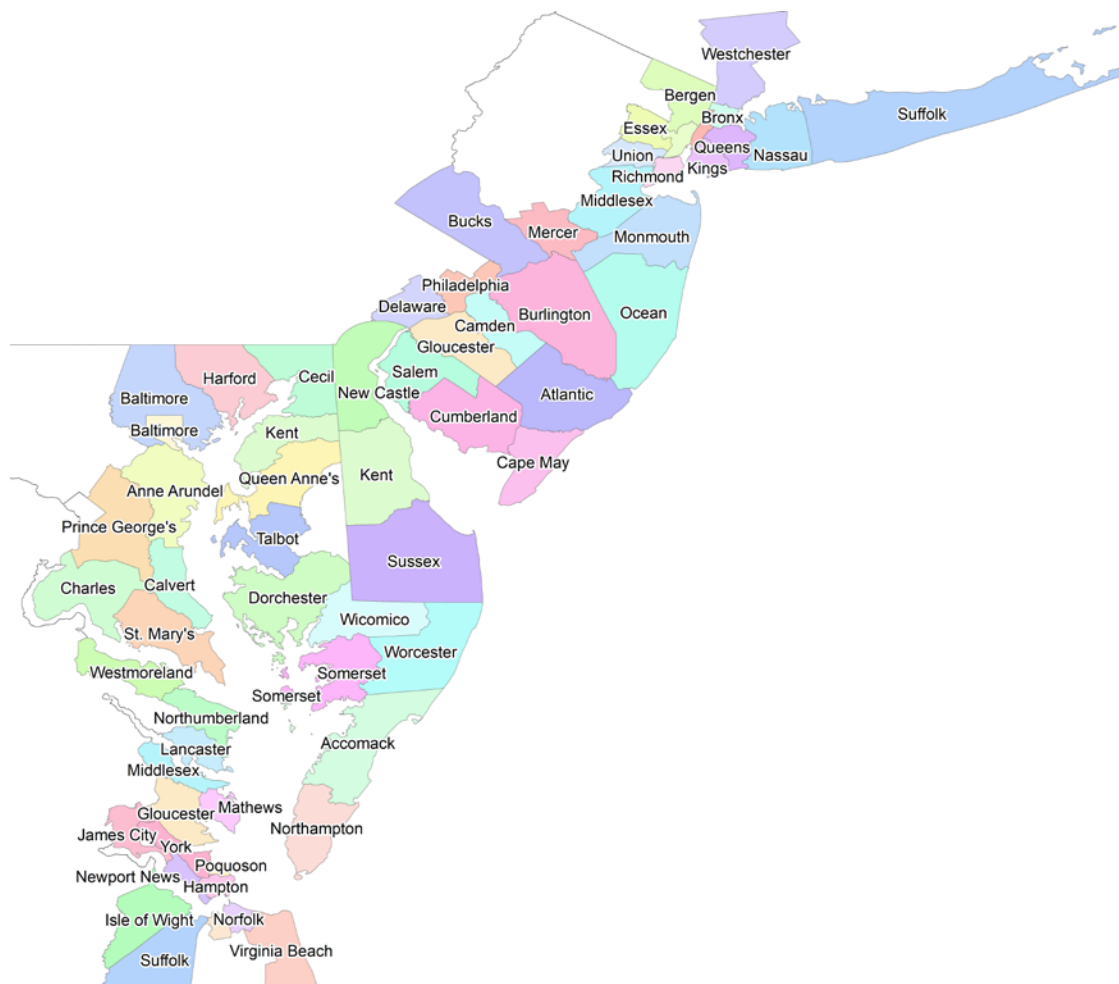 Westchester
Bergen
Suffolk
Bronx
Essex
Queens
Union
Nassau
Kings
Richmond
Middlesex
Bucks
Mercer
Monmouth
Philadelphia
Delaware
Burlington
Ocean
Camden
Gloucester
Salem
Cecil
Harford
New Castle
Atlantic
Baltimore
Cumberland
Baltimore
Kent
Cape May
Kent
Queen Anne's
Anne Arundel
Prince George's
Talbot
Sussex
Charles
Calvert
Dorchester
Wicomico
St. Mary's
Worcester
Westmoreland
Somerset
Somerset
Northumberland
Accomack
Lancaster
Middlesex
Mathews
Gloucester
Northampton
James City
York
Poquoson
Newport News
Hampton
Isle of Wight
Norfolk
Virginia Beach
Suffolk